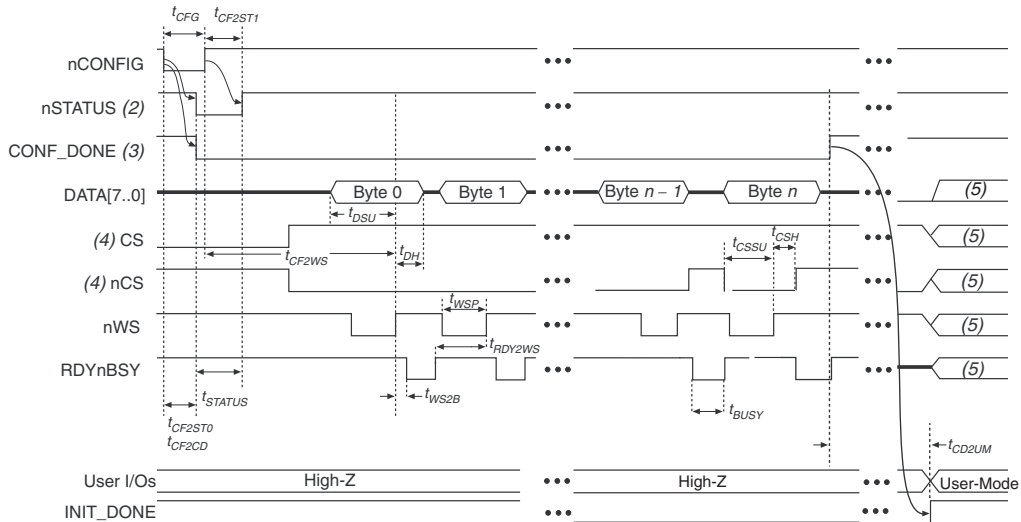 tCFG tCF2ST1
nCONFIG
nSTATUS (2)
CONF_DONE (3)
DATA[7..0] Byte 0 Byte 1 Byte n – 1 Byte n (5)
tDSU
(4) CS (5)
tCF2WS tDH tCSSU tCSH
(4) nCS (5)
tWSP
nWS (5)
tRDY2WS
RDYnBSY (5)
tSTATUS tWS2B tBUSY
tCF2ST0
tCF2CD
tCD2UM
User I/Os High-Z High-Z User-Mode
INIT_DONE